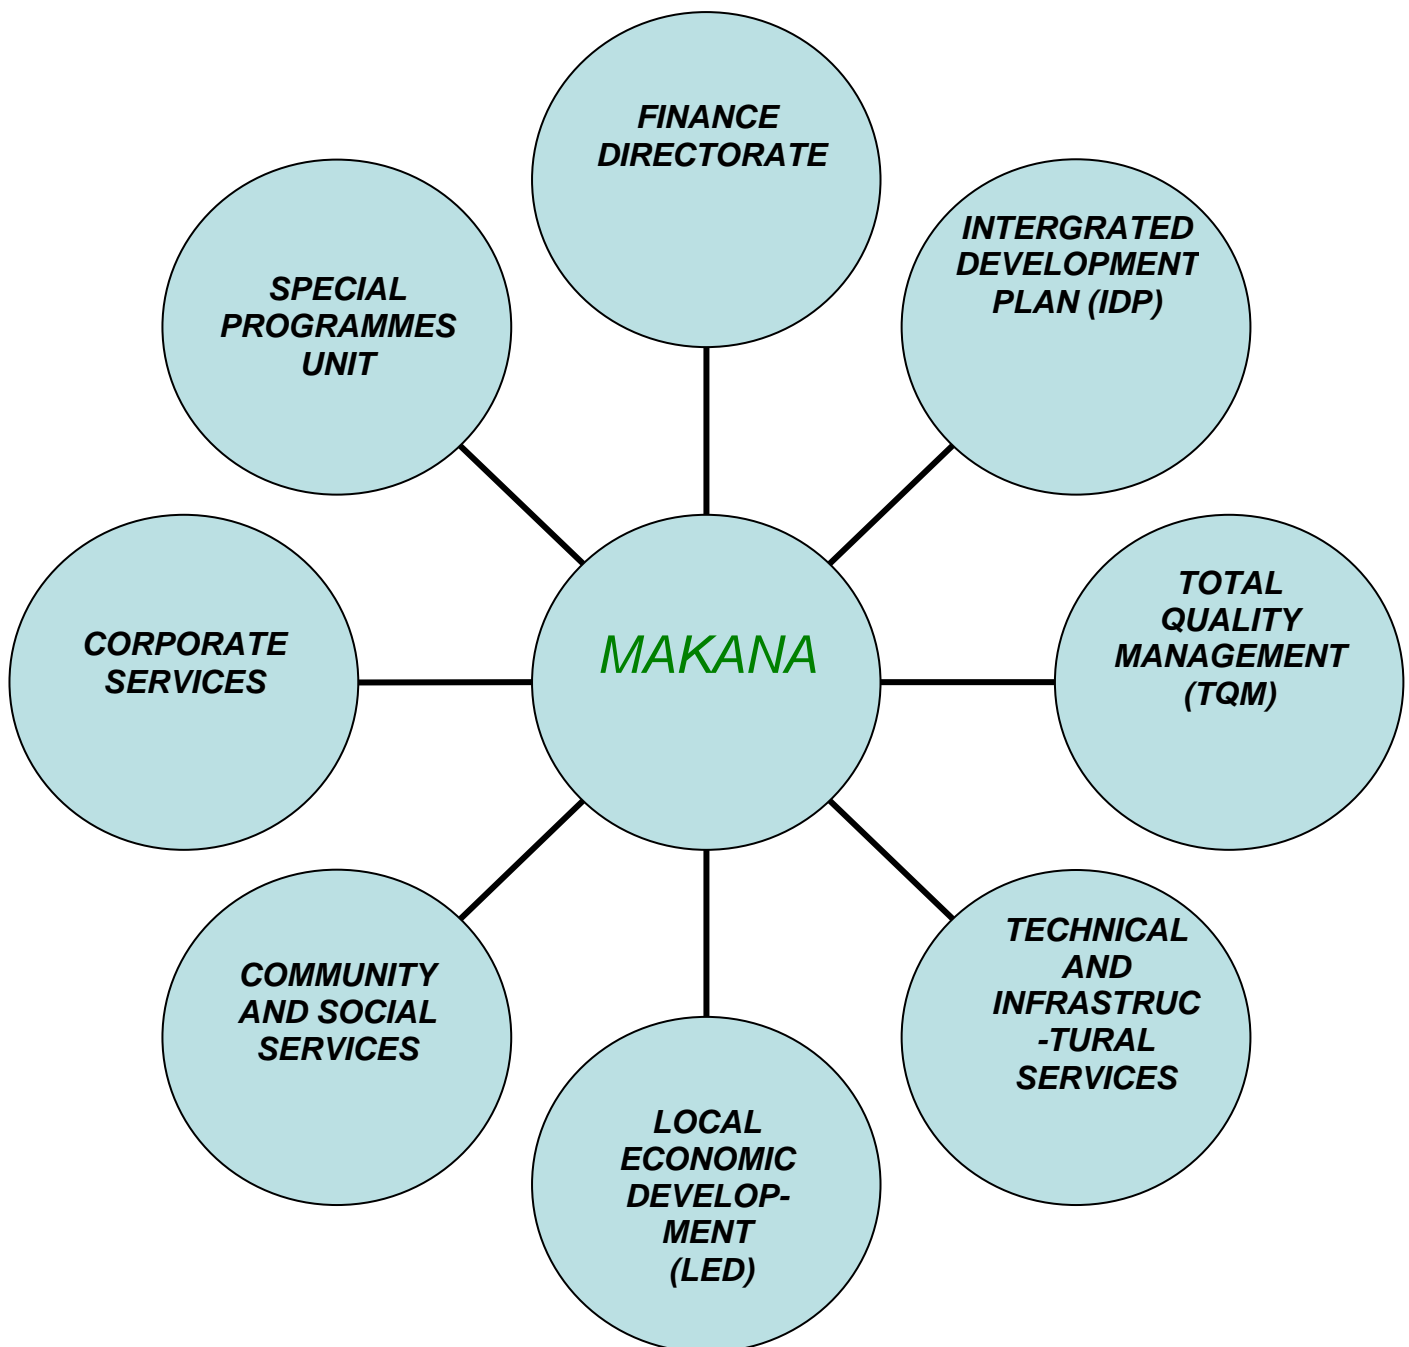 FINANCE
DIRECTORATE
INTERGRATED
DEVELOPMENT
PLAN (IDP)
SPECIAL
PROGRAMMES
UNIT
TOTAL
QUALITY
MANAGEMENT
(TQM)
MAKANA
CORPORATE
SERVICES
TECHNICAL
AND
INFRASTRUC
-TURAL
SERVICES
COMMUNITY
AND SOCIAL
SERVICES
LOCAL
ECONOMIC
DEVELOP-
MENT
(LED)